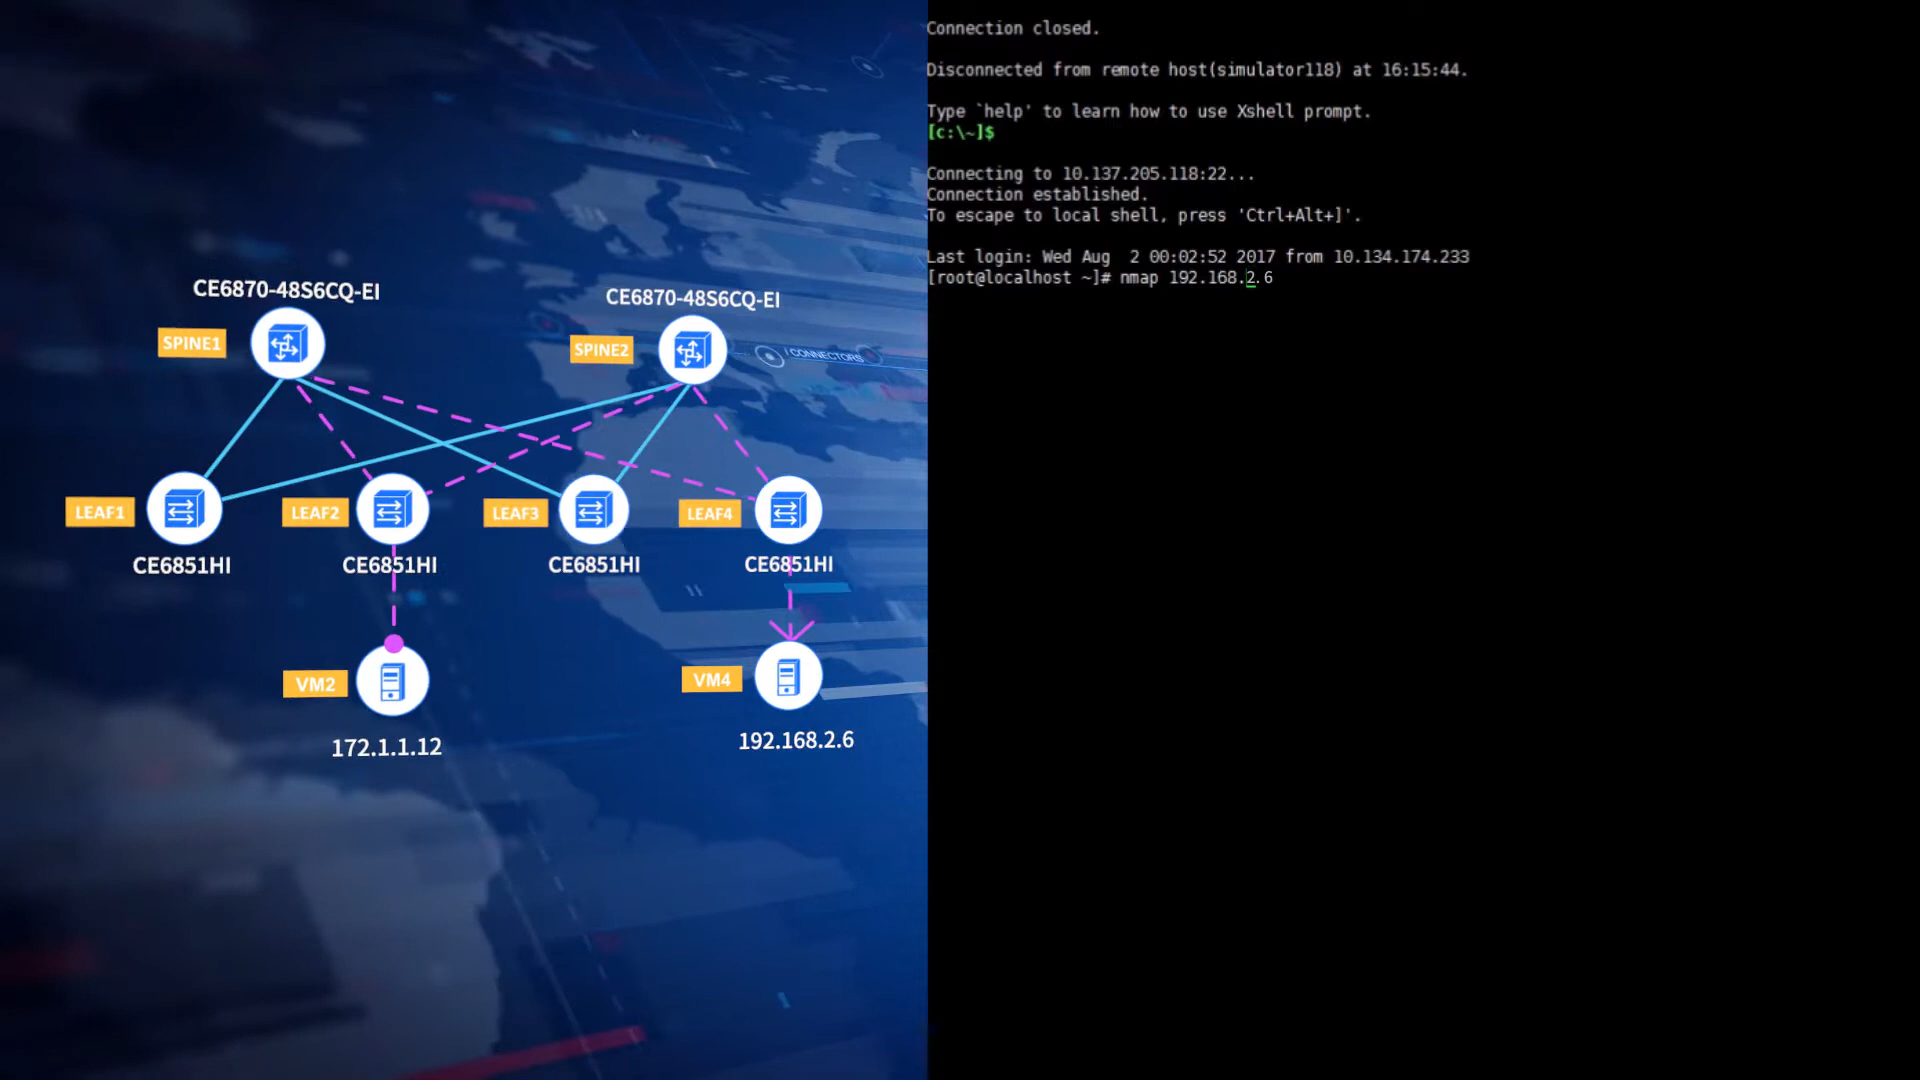 CE6870-48S6CQ-EI
CE6870-48S6CQ-EI
SPINE1
SPINE2
/ CONNECTORS
LEAF1
LEAF2
LEAF3
LEAF4
CE6851HI
CE6851HI
CE6851HI
CE6851HI
VM2
VM4
172.1.1.12
192.168.2.6
Connection closed.
Disconnected from remote host(simulator118) at 16:15:44.
Type `help' to learn how to use Xshell prompt.
[c:\~]$
Connecting to 10.137.205.118:22...
Connection established.
To escape to local shell, press 'Ctrl+Alt+]'.
Last login: Wed Aug  2 00:02:52 2017 from 10.134.174.233
[root@localhost ~]# nmap 192.168.2.6